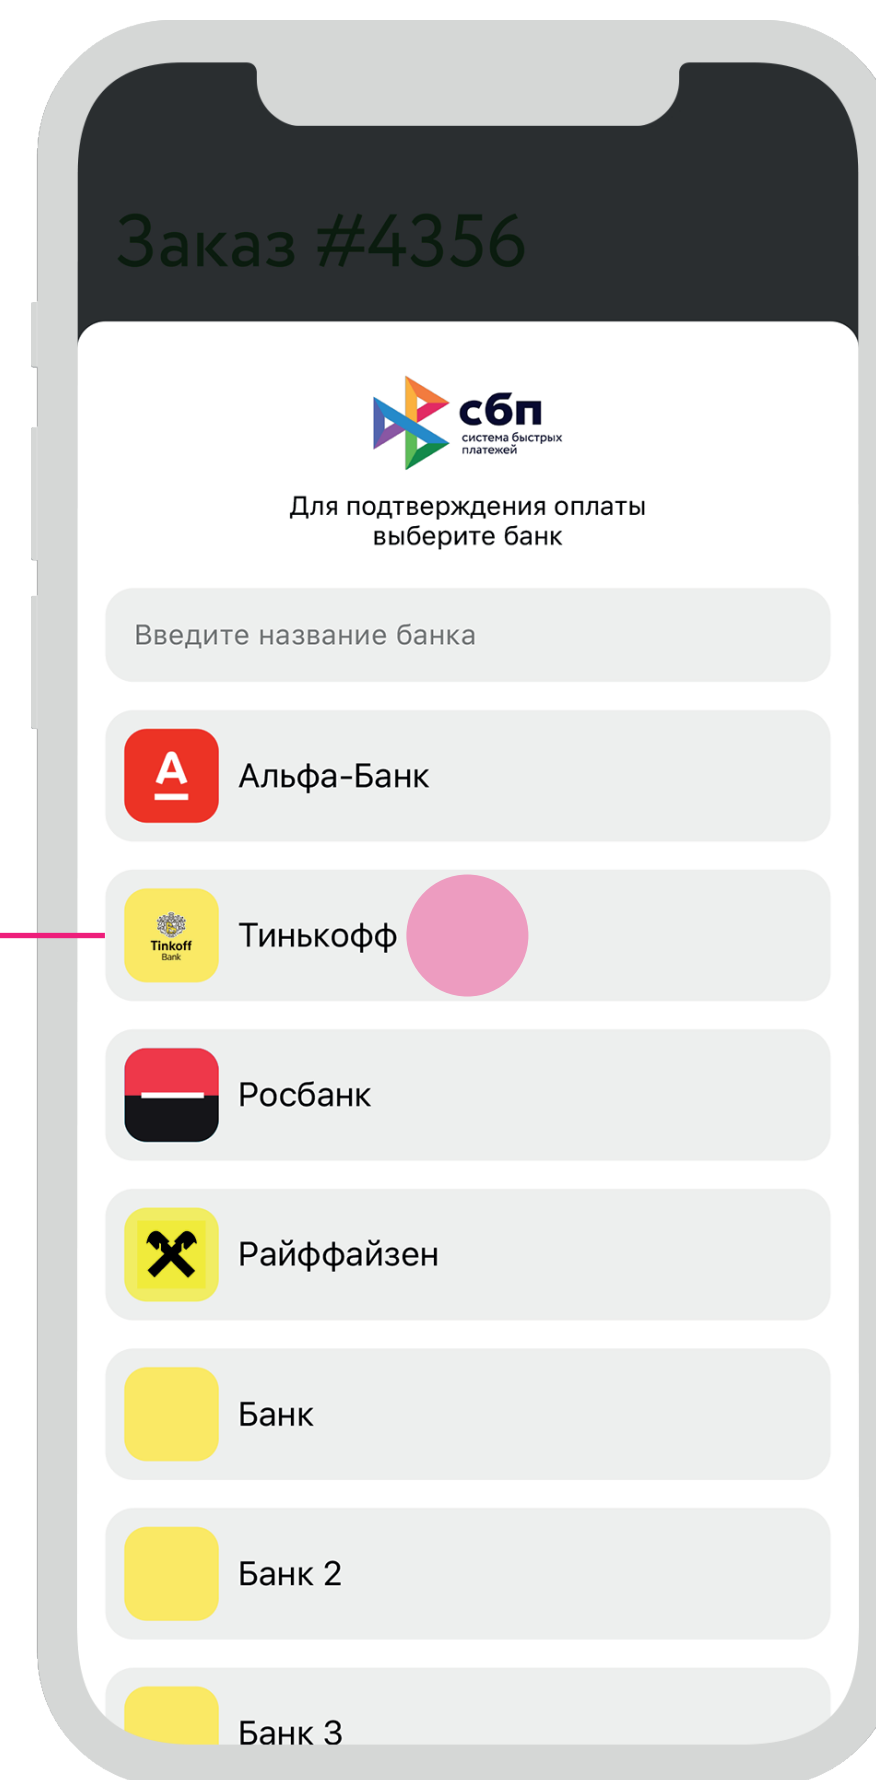 Заказ #4356
сбп
система быстрых
платежей
Для подтверждения оплаты
выберите банк
Введите название банка
А
Альфа-Банк
Tinkoff
Bank
Тинькофф
Росбанк
Райффайзен
Банк
Банк 2
Банк 3